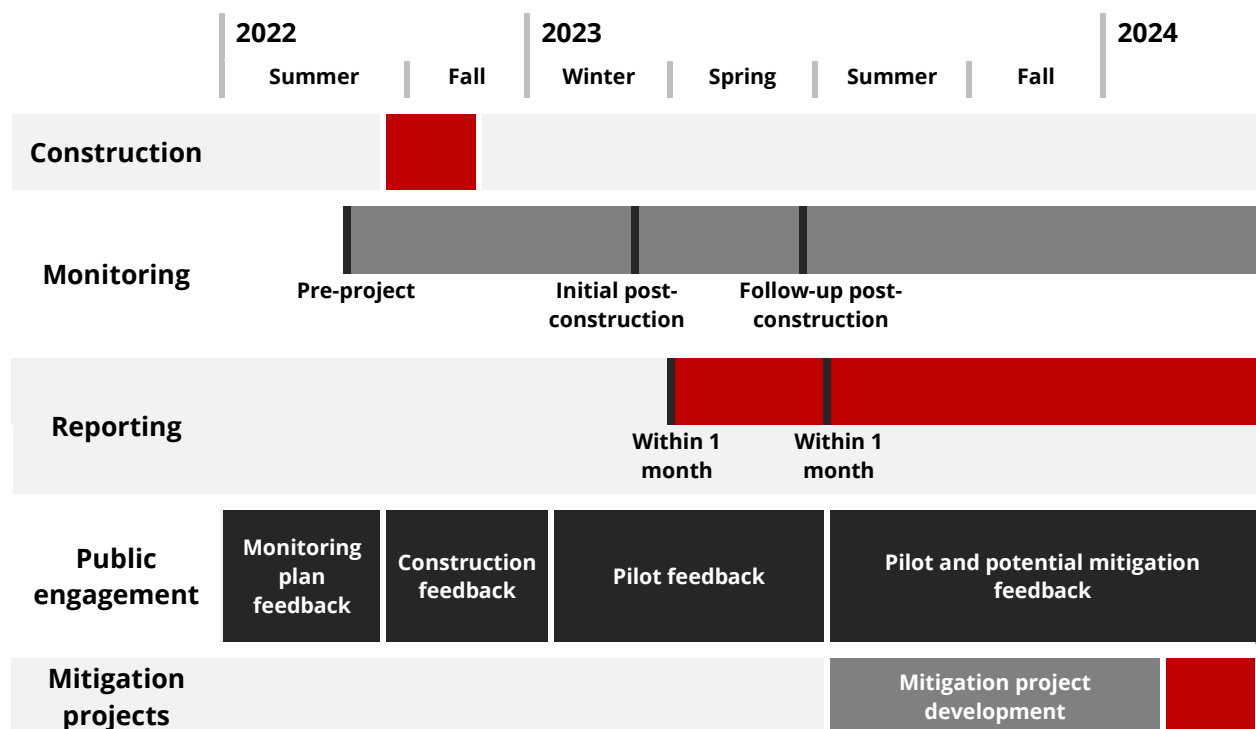 2022
2023
2024
Summer
Fall
Winter
Spring
Summer
Fall
Construction
Monitoring
Pre-project
Initial post-
construction
Follow-up post-
construction
Reporting
Within 1
month
Within 1
month
Public
engagement
Monitoring
plan
feedback
Construction
feedback
Pilot feedback
Pilot and potential mitigation
feedback
Mitigation
projects
Mitigation project
development